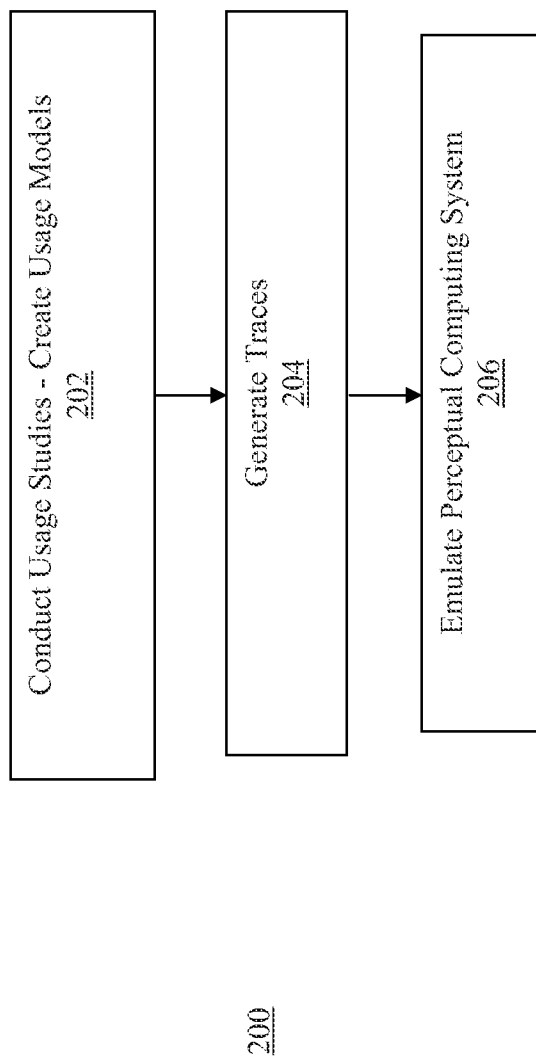 Conduct Usage Studies - Create Usage Models
202
Generate Traces
204
Emulate Perceptual Computing System
206
200